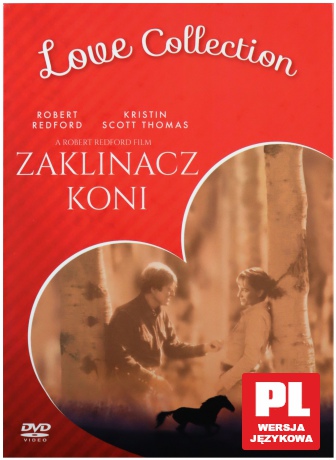 Love Collection
ROBERT REDFORD
KRISTIN SCOTT THOMAS
A ROBERT REDFORD FILM
ZAKLINACZ
KONI
DVD
VIDEO
PL
WERSJA
JĘZYKOWA